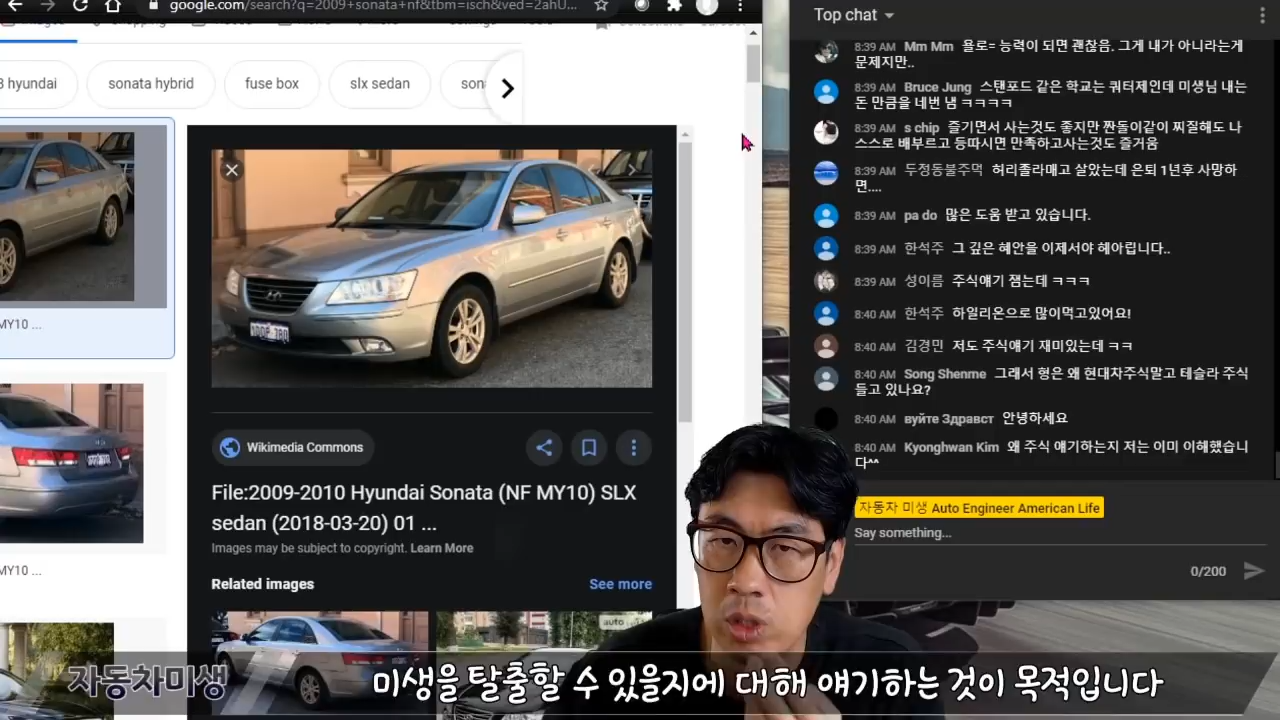 google.com/search?q=2009+sonata+nf&tbm=isch&ved=2ahU...
hyundai
sonata hybrid
fuse box
slx sedan
son
MY10 ...
MY10 ...
Wikimedia Commons
File:2009-2010 Hyundai Sonata (NF MY10) SLX
sedan (2018-03-20) 01 ...
Images may be subject to copyright. Learn More
Related images
See more
auto
Top chat
8:39 AM Mm Mm 욜로= 능력이 되면 괜찮음. 그게 내가 아니라는게
문제지만..
8:39 AM Bruce Jung 스탠포드 같은 학교는 쿼터제인데 미생님 내는
돈 만큼을 네번 냄 ㅋㅋㅋㅋ
8:39 AM s chip 즐기면서 사는것도 좋지만 짠돌이같이 찌질해도 나
스스로 배부르고 등따시면 만족하고사는것도 즐거움
8:39 AM 두정동불주먹 허리졸라매고 살았는데 은퇴 1년후 사망하
면....
8:39 AM pa do 많은 도움 받고 있습니다.
8:39 AM 한석주 그 깊은 혜안을 이제서야 헤아립니다..
8:39 AM 성이름 주식얘기 잼는데 ㅋㅋㅋ
8:40 AM 한석주 하일리온으로 많이먹고있어요!
8:40 AM 김경민 저도 주식얘기 재미있는데 ㅋㅋ
8:40 AM Song Shenme 그래서 형은 왜 현대차주식말고 테슬라 주식
들고 있나요?
8:40 AM вуйте Здравст 안녕하세요
8:40 AM Kyonghwan Kim 왜 주식 얘기하는지 저는 이미 이해했습니
다^^
자동차 미생 Auto Engineer American Life
Say something...
0/200
자동차미생
미생을 탈출할 수 있을지에 대해 얘기하는 것이 목적입니다